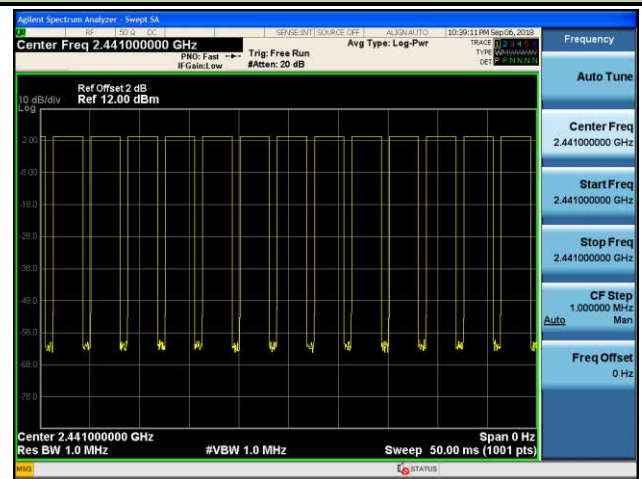 Agilent Spectrum Analyzer - Swept SA
RF 50 Ω DC SENSE:INT SOURCE OFF ALIGN AUTO 10:39:11 PM Sep 06, 2018
Center Freq 2.441000000 GHz
Avg Type: Log-Pwr
TRACE 1 2 3 4 5 6
PNO: Fast Trig: Free Run
TYPE
IFGain:Low #Atten: 20 dB
DET P P N N N N
Ref Offset 2 dB
10 dB/div Ref 12.00 dBm
Log
2.00
-8.00
-18.0
-28.0
-38.0
-48.0
-58.0
-68.0
-78.0
Center 2.441000000 GHz Span 0 Hz
Res BW 1.0 MHz #VBW 1.0 MHz Sweep 50.00 ms (1001 pts)
MSG STATUS
Frequency
Auto Tune
Center Freq
2.441000000 GHz
Start Freq
2.441000000 GHz
Stop Freq
2.441000000 GHz
CF Step
1.000000 MHz
Auto Man
Freq Offset
0 Hz